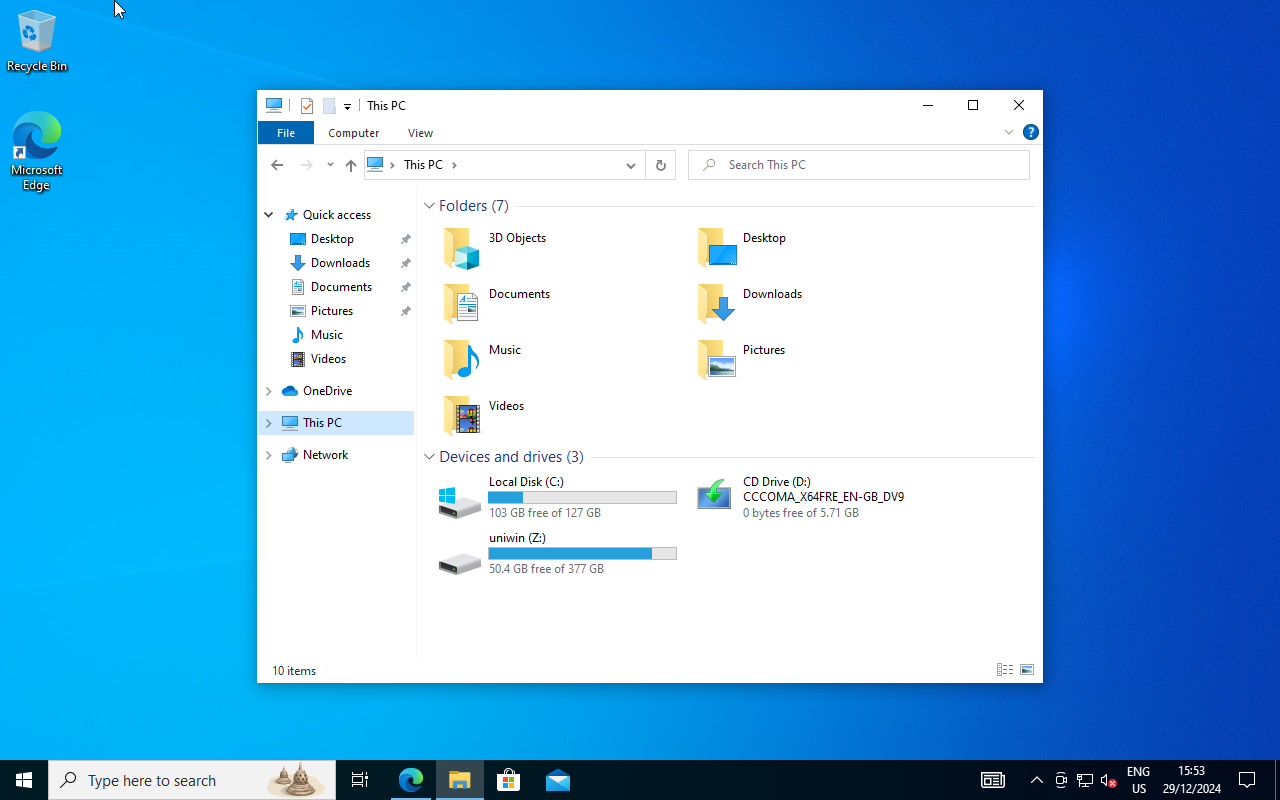 Recycle Bin
Microsoft
Edge
This PC
File
Computer
View
This PC
Search This PC
Quick access
Desktop
Downloads
Documents
Pictures
Music
Videos
OneDrive
This PC
Network
Folders (7)
3D Objects
Desktop
Documents
Downloads
Music
Pictures
Videos
Devices and drives (3)
Local Disk (C:)
103 GB free of 127 GB
CD Drive (D:)
CCCOMA_X64FRE_EN-GB_DV9
0 bytes free of 5.71 GB
uniwin (Z:)
50.4 GB free of 377 GB
10 items
Type here to search
ENG
US
15:53
29/12/2024